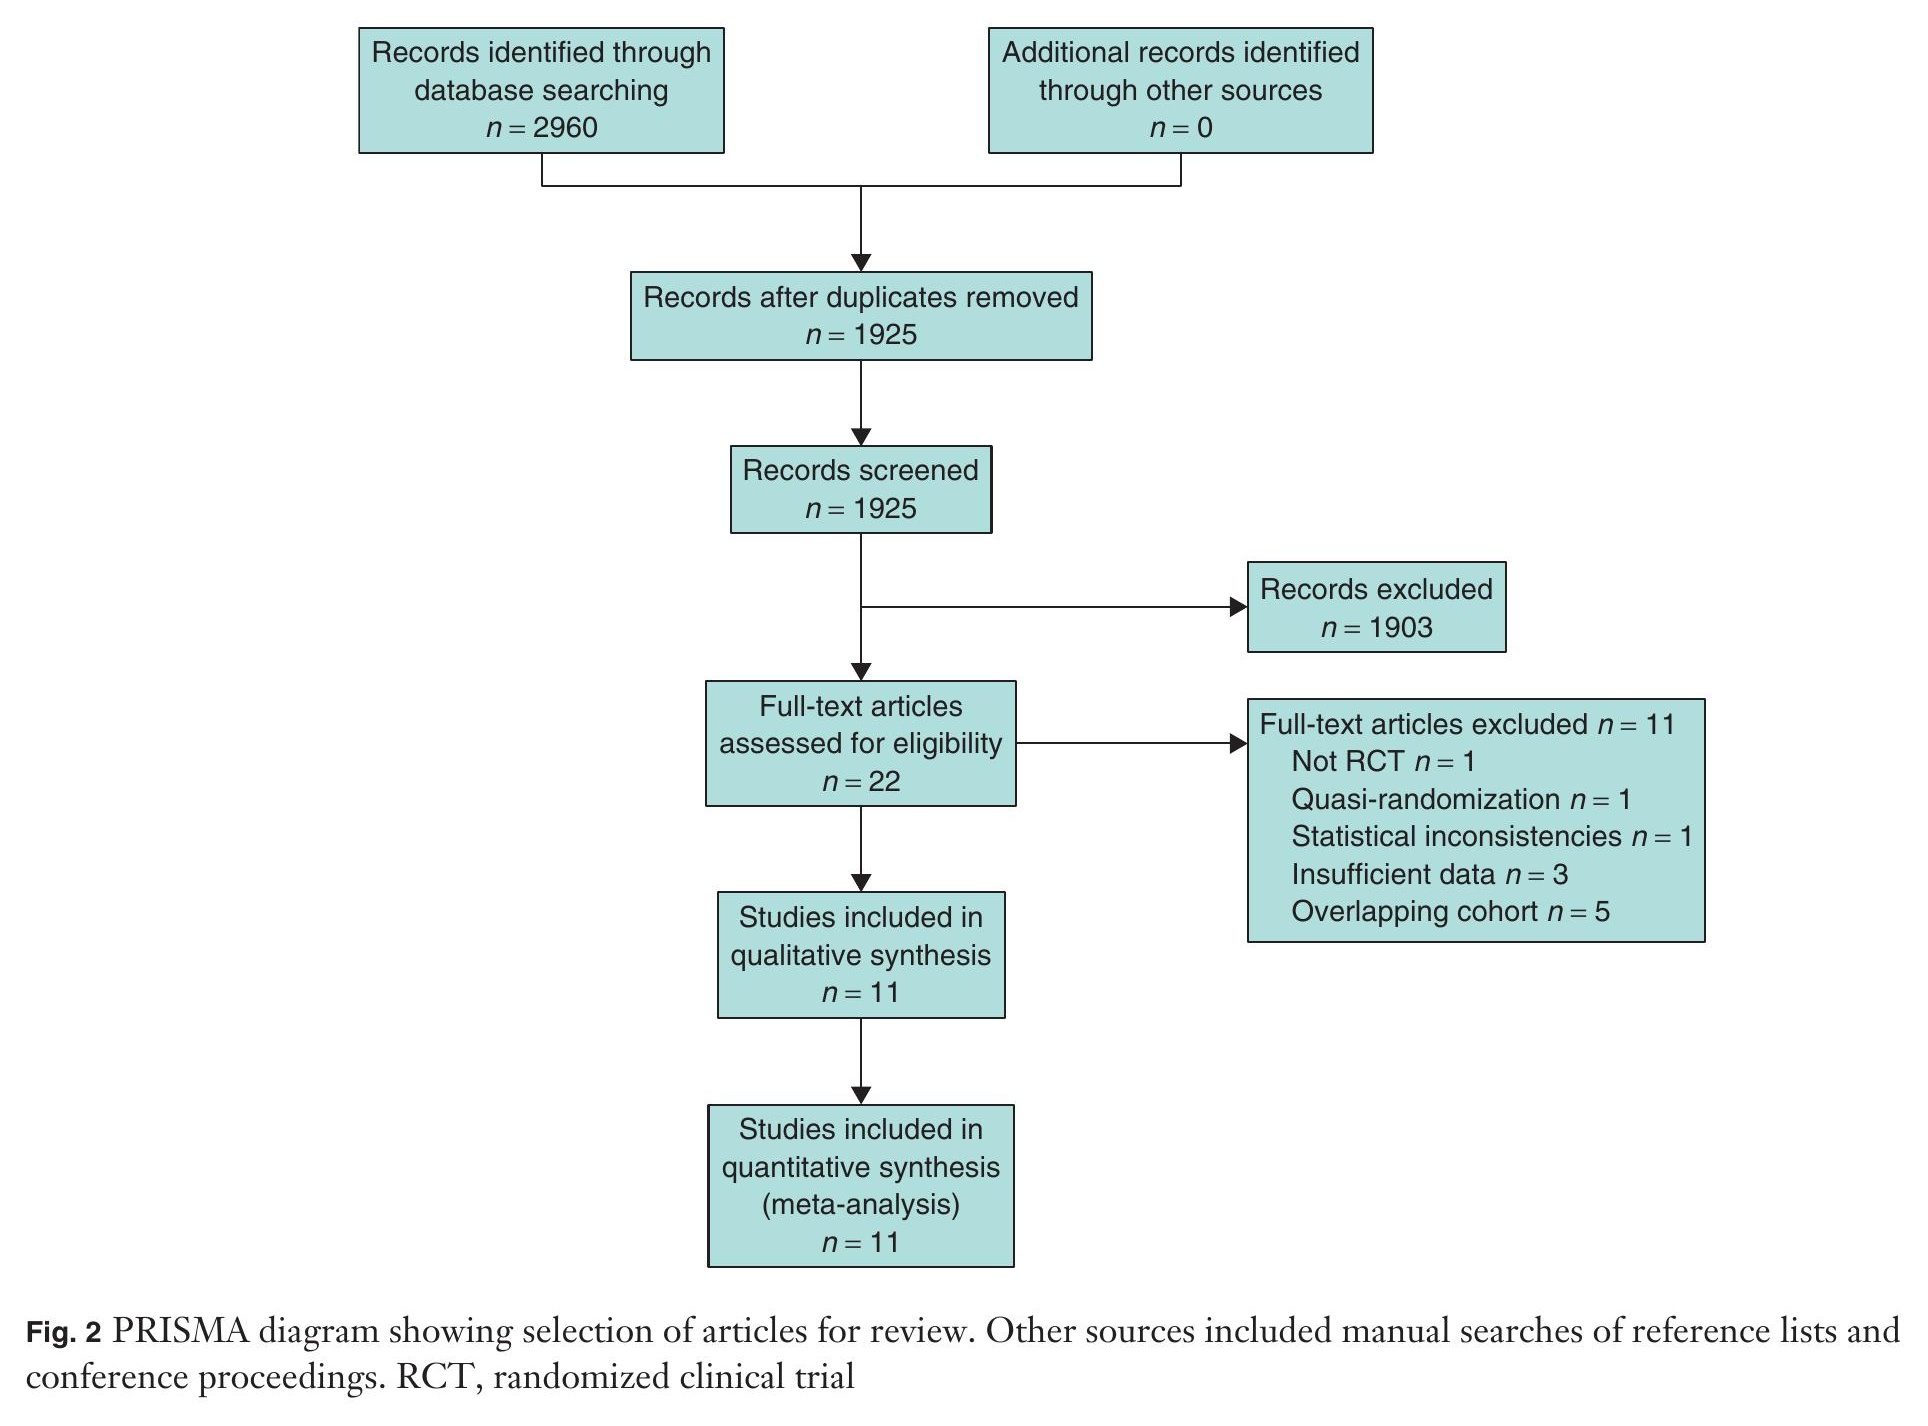 Records identified through
database searching
n = 2960
Additional records identified
through other sources
n = 0
Records after duplicates removed
n = 1925
Records screened
n = 1925
Records excluded
n = 1903
Full-text articles
assessed for eligibility
n = 22
Full-text articles excluded n = 11
Not RCT n = 1
Quasi-randomization n = 1
Statistical inconsistencies n = 1
Insufficient data n = 3
Overlapping cohort n = 5
Studies included in
qualitative synthesis
n = 11
Studies included in
quantitative synthesis
(meta-analysis)
n = 11
Fig. 2 PRISMA diagram showing selection of articles for review. Other sources included manual searches of reference lists and
conference proceedings. RCT, randomized clinical trial